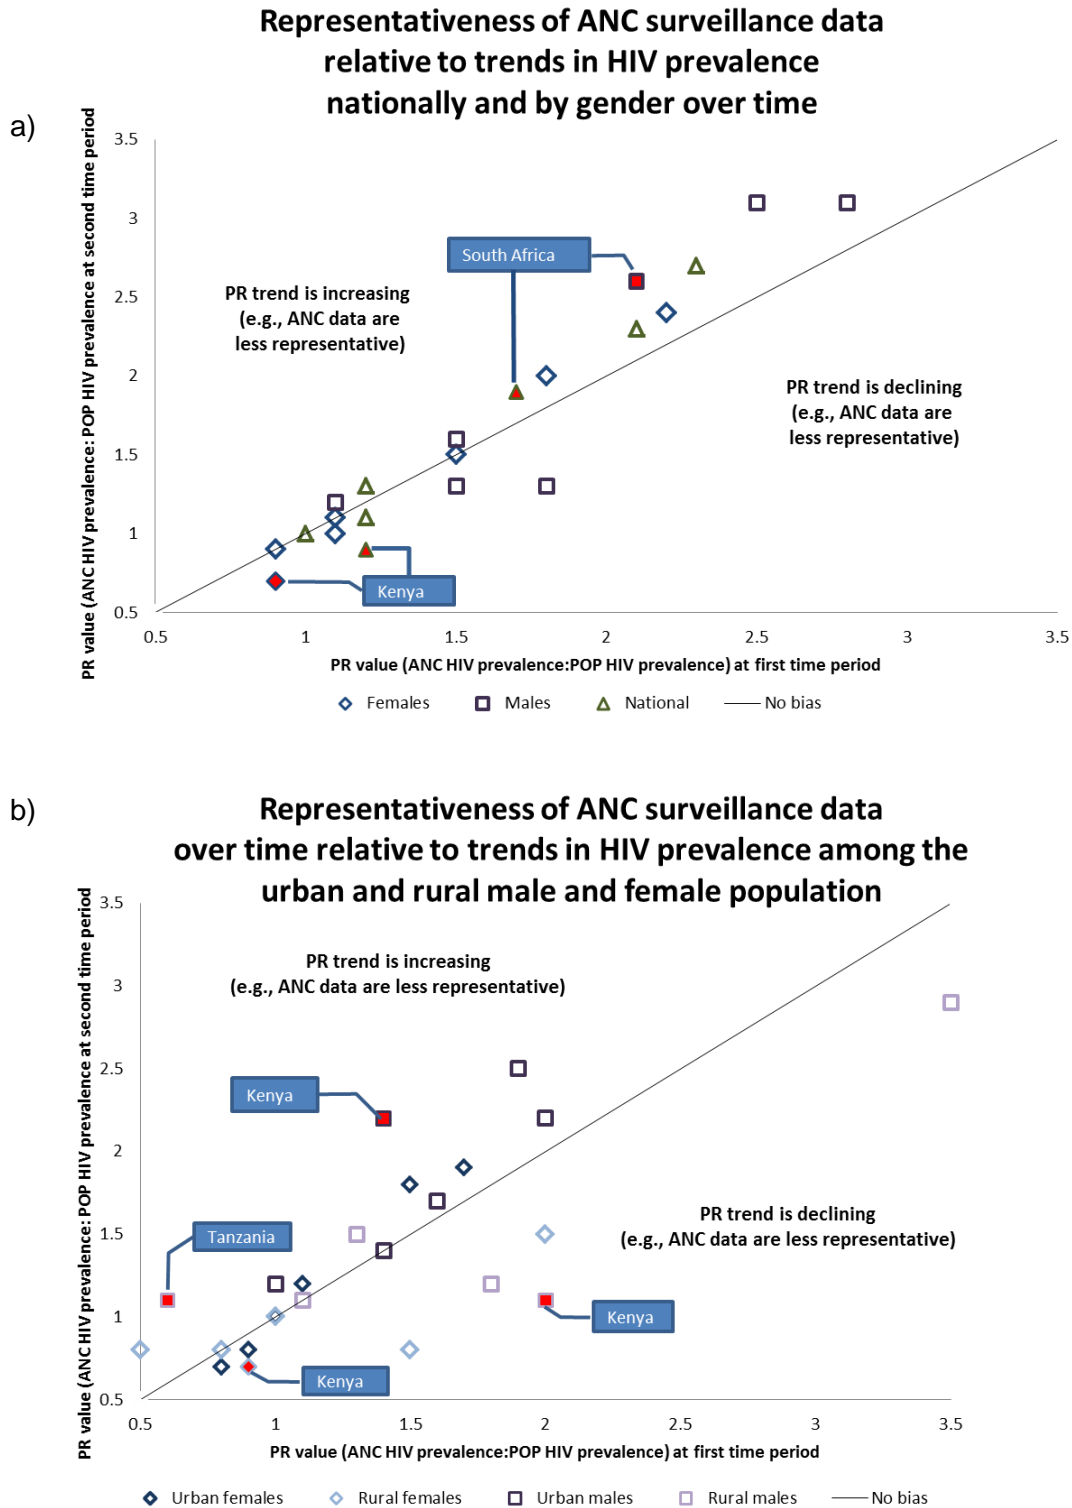 Representativeness of ANC surveillance data
relative to trends in HIV prevalence
nationally and by gender over time
a)
PR value (ANC HIV prevalence: POP HIV prevalence at second time period
3.5
3
2.5
2
1.5
1
0.5
South Africa
PR trend is increasing
(e.g., ANC data are
less representative)
PR trend is declining
(e.g., ANC data are
less representative)
Kenya
0.5 1 1.5 2 2.5 3 3.5
PR value (ANC HIV prevalence:POP HIV prevalence) at first time period
Females Males National No bias
b)
Representativeness of ANC surveillance data
over time relative to trends in HIV prevalence among the
urban and rural male and female population
PR value (ANC HIV prevalence: POP HIV prevalence at second time period
3.5
3
2.5
2
1.5
1
0.5
PR trend is increasing
(e.g., ANC data are less representative)
Kenya
Tanzania
PR trend is declining
(e.g., ANC data are less representative)
Kenya
Kenya
0.5 1 1.5 2 2.5 3 3.5
PR value (ANC HIV prevalence:POP HIV prevalence) at first time period
Urban females Rural females Urban males Rural males No bias